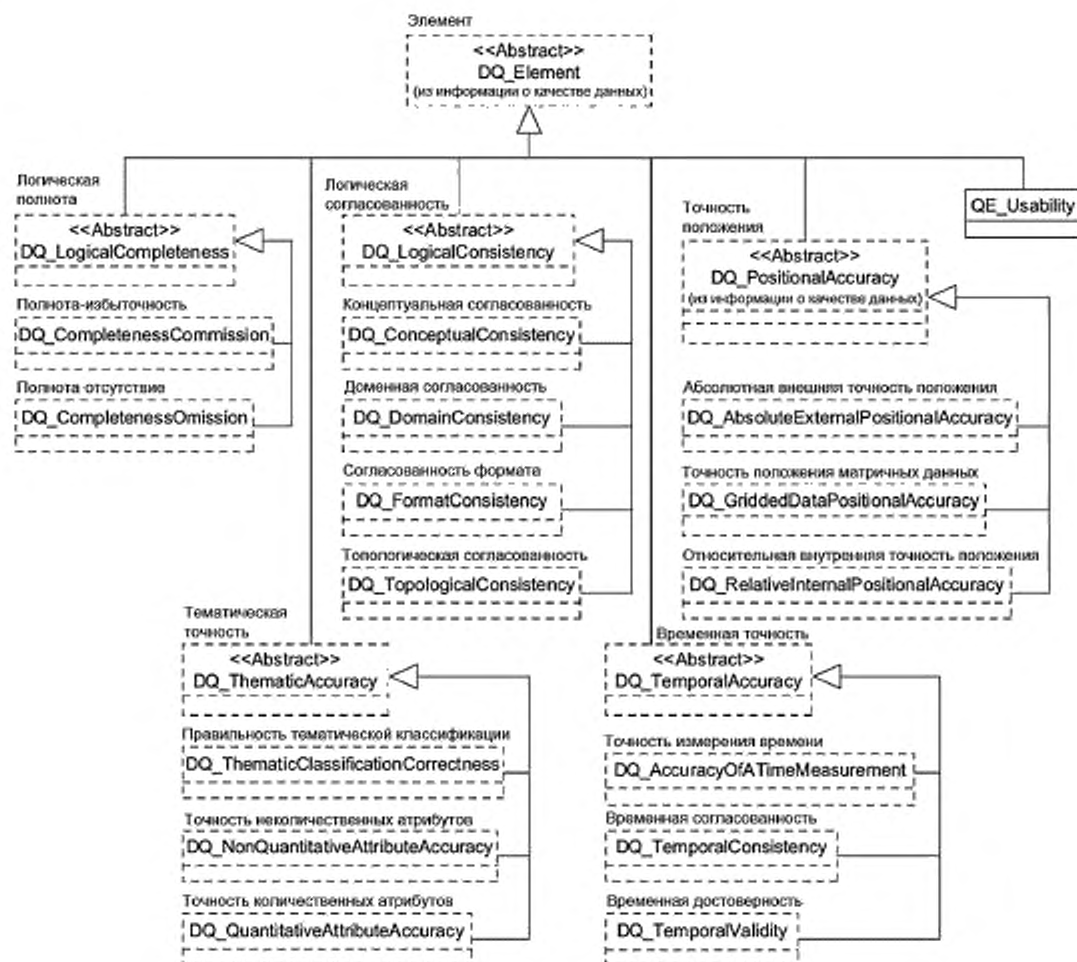 Элемент
<<Abstract>>
DQ_Element
(из информации о качестве данных)
Логическая
полнота
<<Abstract>>
DQ_LogicalCompleteness
Полнота-избыточность
DQ_CompletenessCommission
Полнота отсутствие
DQ_CompletenessOmission
Логическая
согласованность
<<Abstract>>
DQ_LogicalConsistency
Концептуальная согласованность
DQ_ConceptualConsistency
Доменная согласованность
DQ_DomainConsistency
Согласованность формата
DQ_FormatConsistency
Топологическая согласованность
DQ_TopologicalConsistency
Точность
положения
<<Abstract>>
DQ_PositionalAccuracy
(из информации о качестве данных)
Абсолютная внешняя точность положения
DQ_AbsoluteExternalPositionalAccuracy
Точность положения матричных данных
DQ_GriddedDataPositionalAccuracy
Относительная внутренняя точность положения
DQ_RelativeInternalPositionalAccuracy
QE_Usability
Тематическая
точность
<<Abstract>>
DQ_ThematicAccuracy
Правильность тематической классификации
DQ_ThematicClassificationCorrectness
Точность неколичественных атрибутов
DQ_NonQuantitativeAttributeAccuracy
Точность количественных атрибутов
DQ_QuantitativeAttributeAccuracy
Временная точность
<<Abstract>>
DQ_TemporalAccuracy
Точность измерения времени
DQ_AccuracyOfATimeMeasurement
Временная согласованность
DQ_TemporalConsistency
Временная достоверность
DQ_TemporalValidity